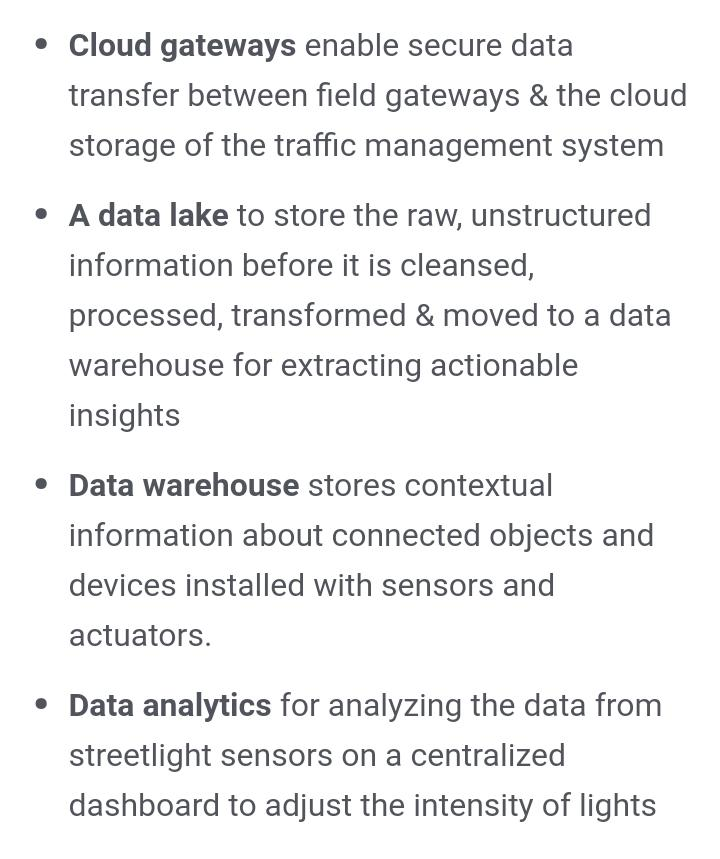 • Cloud gateways enable secure data
transfer between field gateways & the cloud
storage of the traffic management system
• A data lake to store the raw, unstructured
information before it is cleansed,
processed, transformed & moved to a data
warehouse for extracting actionable
insights
• Data warehouse stores contextual
information about connected objects and
devices installed with sensors and
actuators.
• Data analytics for analyzing the data from
streetlight sensors on a centralized
dashboard to adjust the intensity of lights